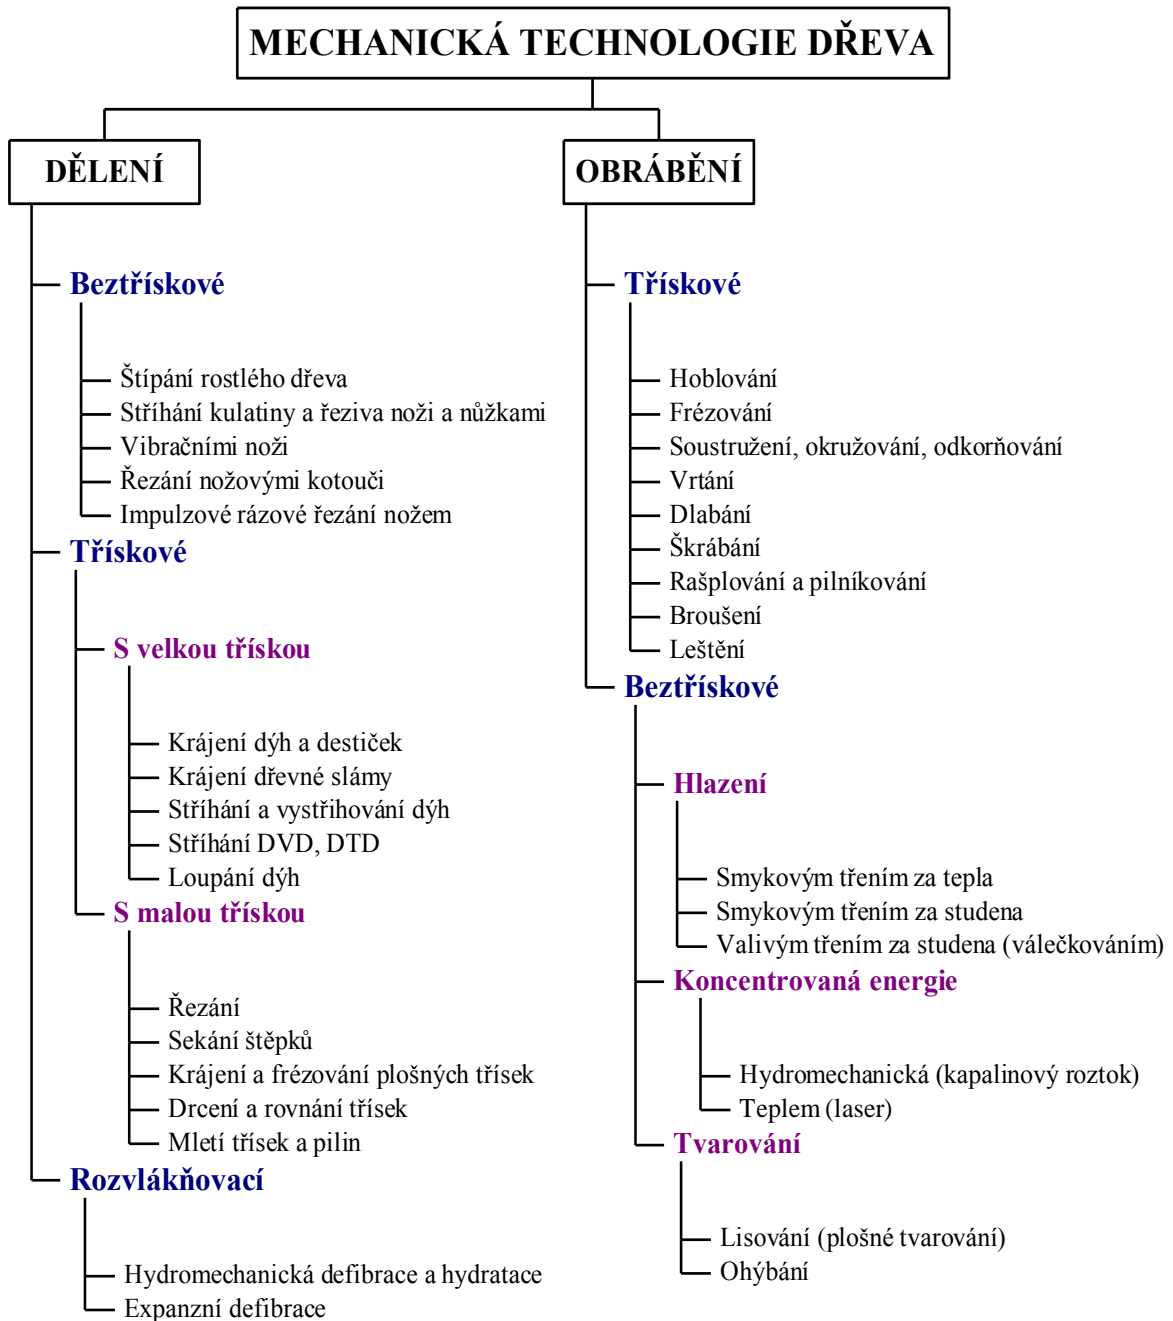 MECHANICKÁ TECHNOLOGIE DŘEVA
DĚLENÍ
Beztřískové
Štípání rostlého dřeva
Stříhání kulatiny a řeziva noži a nůžkami
Vibračními noži
Řezání nožovými kotouči
Impulzové rázové řezání nožem
Třískové
S velkou třískou
Krájení dýh a destiček
Krájení dřevné slámy
Stříhání a vystřihování dýh
Stříhání DVD, DTD
Loupání dýh
S malou třískou
Řezání
Sekání štěpků
Krájení a frézování plošných třísek
Drcení a rovnání třísek
Mletí třísek a pilin
Rozvlákňovací
Hydromechanická defibrace a hydratace
Expanzní defibrace
OBRÁBĚNÍ
Třískové
Hoblování
Frézování
Soustružení, okružování, odkorňování
Vrtání
Dlabání
Škrábání
Rašplování a pilníkování
Broušení
Leštění
Beztřískové
Hlazení
Smykovým třením za tepla
Smykovým třením za studena
Valivým třením za studena (válečkováním)
Koncentrovaná energie
Hydromechanická (kapalinový roztok)
Teplem (laser)
Tvarování
Lisování (plošné tvarování)
Ohýbání